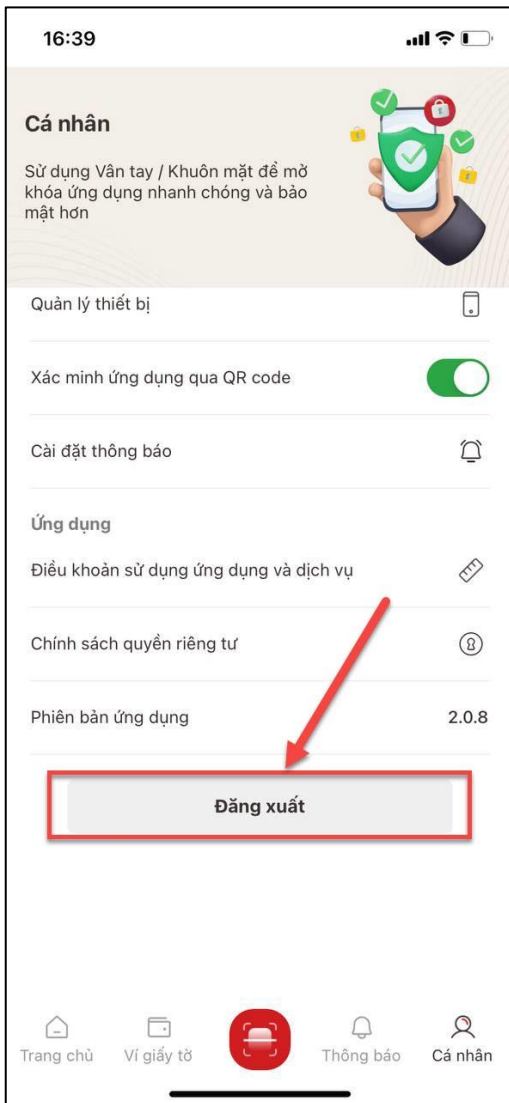 16:39
Cá nhân
Sử dụng Vân tay / Khuôn mặt để mở
khóa ứng dụng nhanh chóng và bảo
mật hơn
Quản lý thiết bị
Xác minh ứng dụng qua QR code
Cài đặt thông báo
Ứng dụng
Điều khoản sử dụng ứng dụng và dịch vụ
Chính sách quyền riêng tư
Phiên bản ứng dụng 2.0.8
Đăng xuất
Trang chủ Ví giấy tờ Thông báo Cá nhân